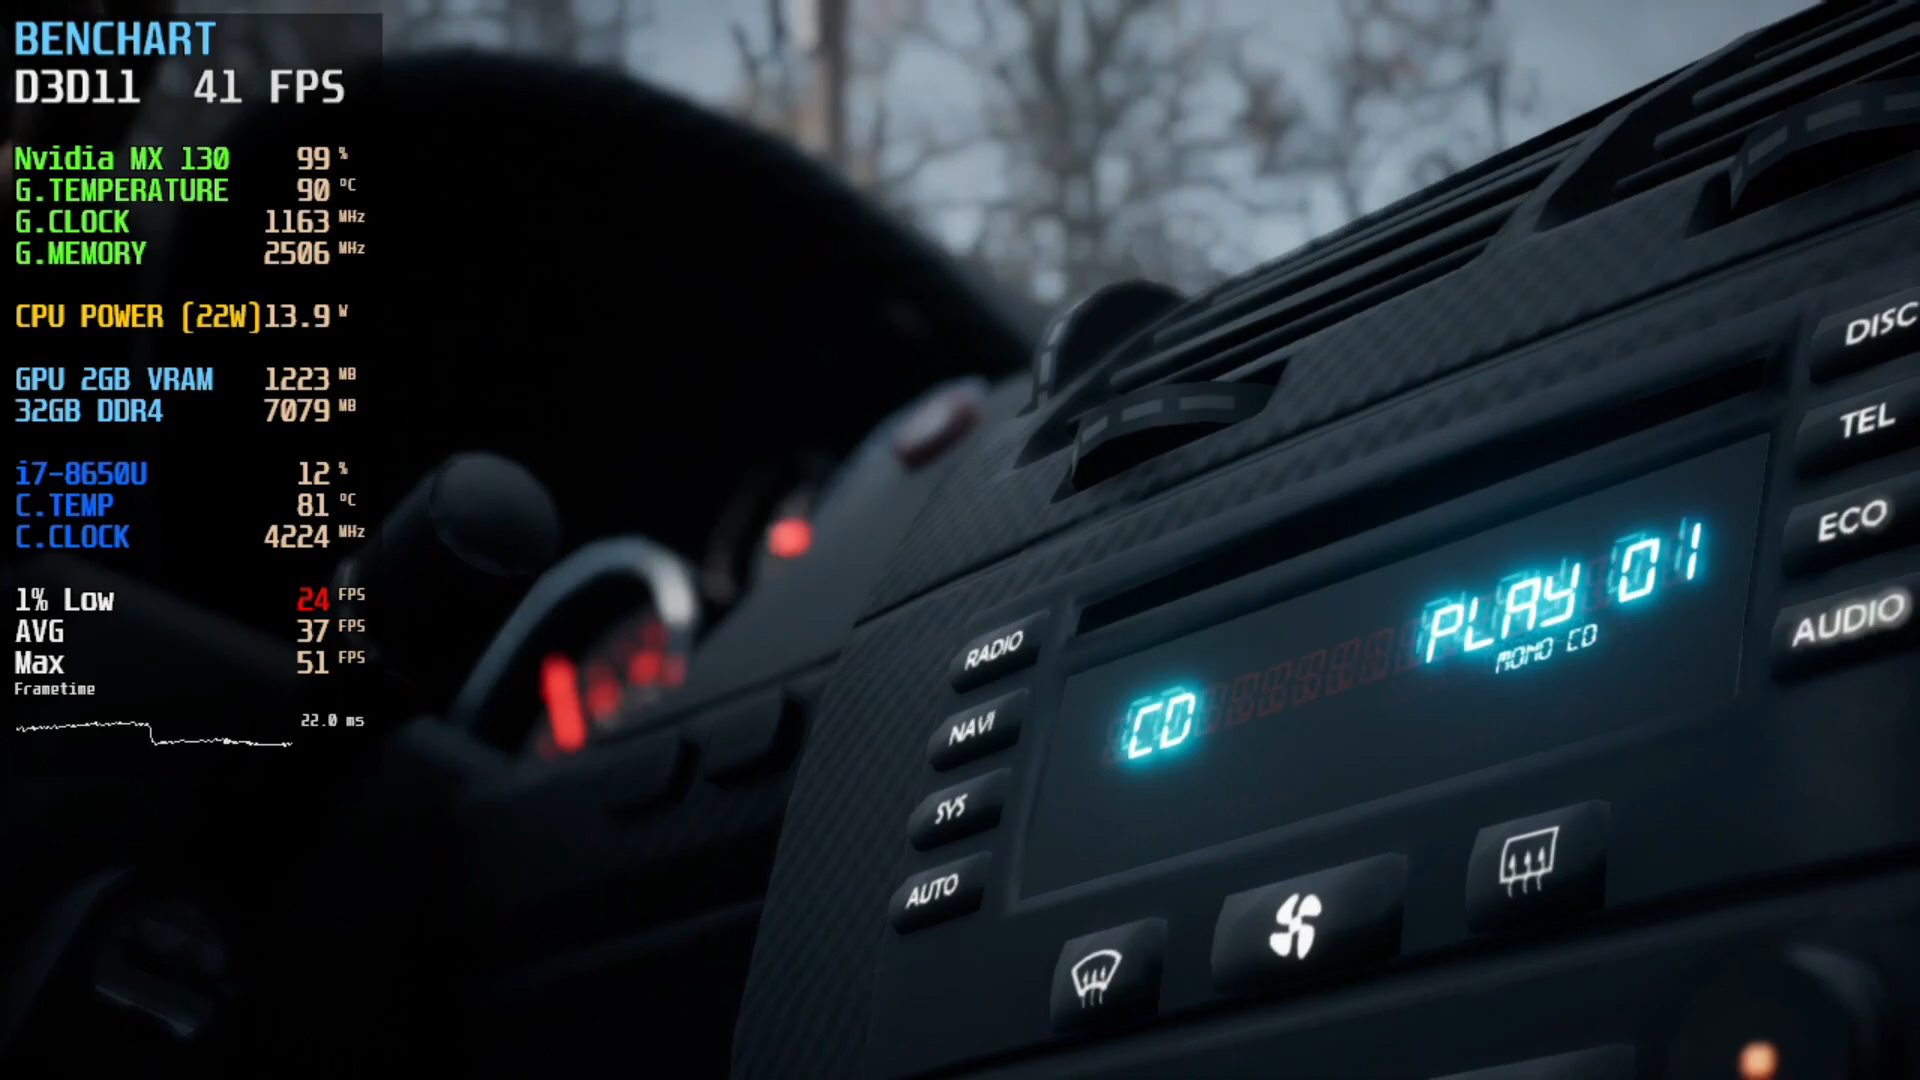 BENCHART
D3D11 41 FPS
Nvidia MX 130 99 %
G.TEMPERATURE 90 ºC
G.CLOCK 1163 MHz
G.MEMORY 2506 MHz
CPU POWER (22W) 13.9 W
GPU 2GB VRAM 1223 MB
32GB DDR4 7079 MB
i7-8650U 12 %
C.TEMP 81 ºC
C.CLOCK 4224 MHz
1% Low 24 FPS
AVG 37 FPS
Max 51 FPS
Frametime
22.0 ms
RADIO
NAVI
SYS
AUTO
CD
PLAY 01
MONO CD
DISC
TEL
ECO
AUDIO